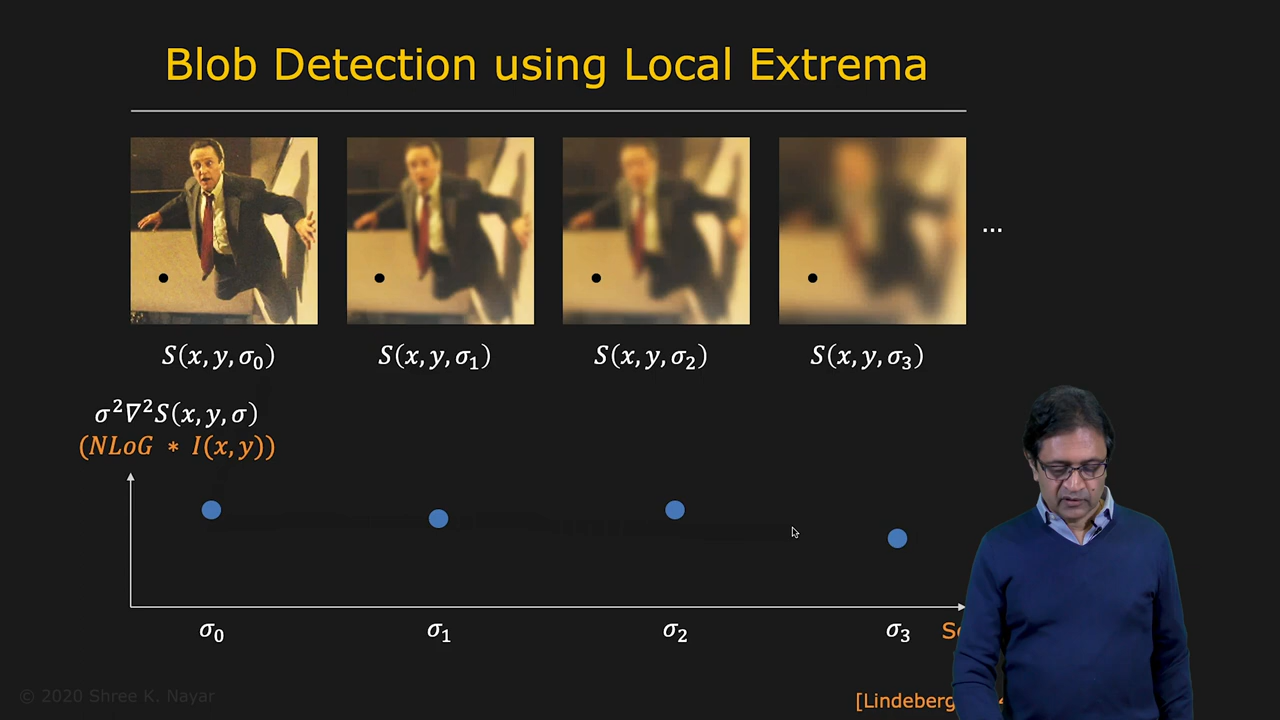 Blob Detection using Local Extrema
...
S(x, y, σ₀) S(x, y, σ₁) S(x, y, σ₂) S(x, y, σ₃)
σ²∇²S(x, y, σ)
(NLoG * I(x, y))
σ₀ σ₁ σ₂ σ₃
© 2020 Shree K. Nayar
[Lindeberg